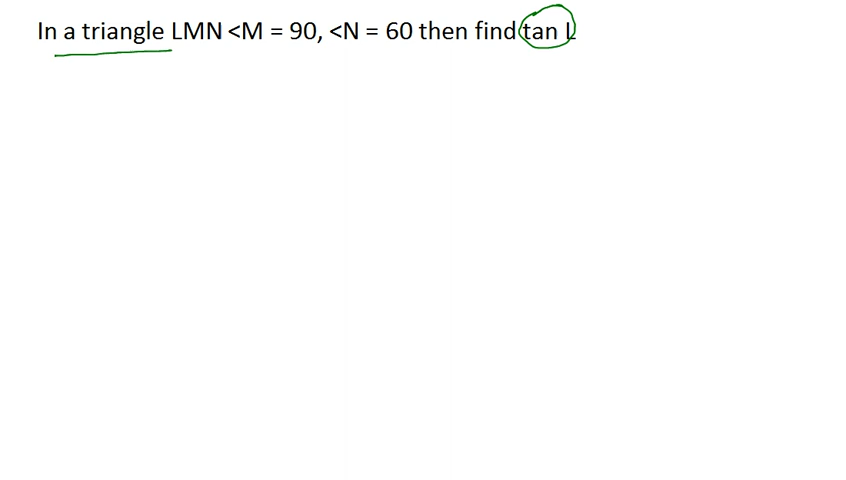 In a triangle LMN <M = 90, <N = 60 then find tan L